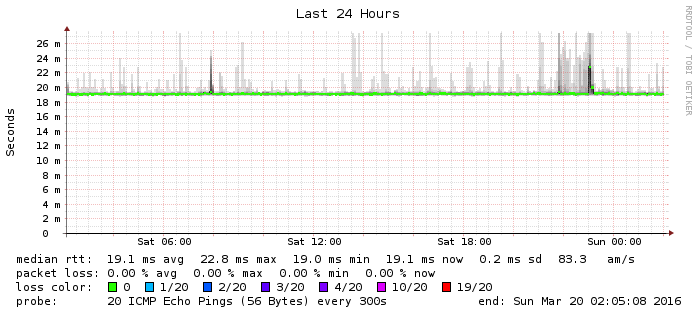 Last 24 Hours
RRDTOOL / TOBI OETIKER
Seconds
26 m
24 m
22 m
20 m
18 m
16 m
14 m
12 m
10 m
8 m
6 m
4 m
2 m
0
Sat 06:00 Sat 12:00 Sat 18:00 Sun 00:00
median rtt: 19.1 ms avg 22.8 ms max 19.0 ms min 19.1 ms now 0.2 ms sd 83.3 am/s
packet loss: 0.00 % avg 0.00 % max 0.00 % min 0.00 % now
loss color: 0 1/20 2/20 3/20 4/20 10/20 19/20
probe: 20 ICMP Echo Pings (56 Bytes) every 300s end: Sun Mar 20 02:05:08 2016